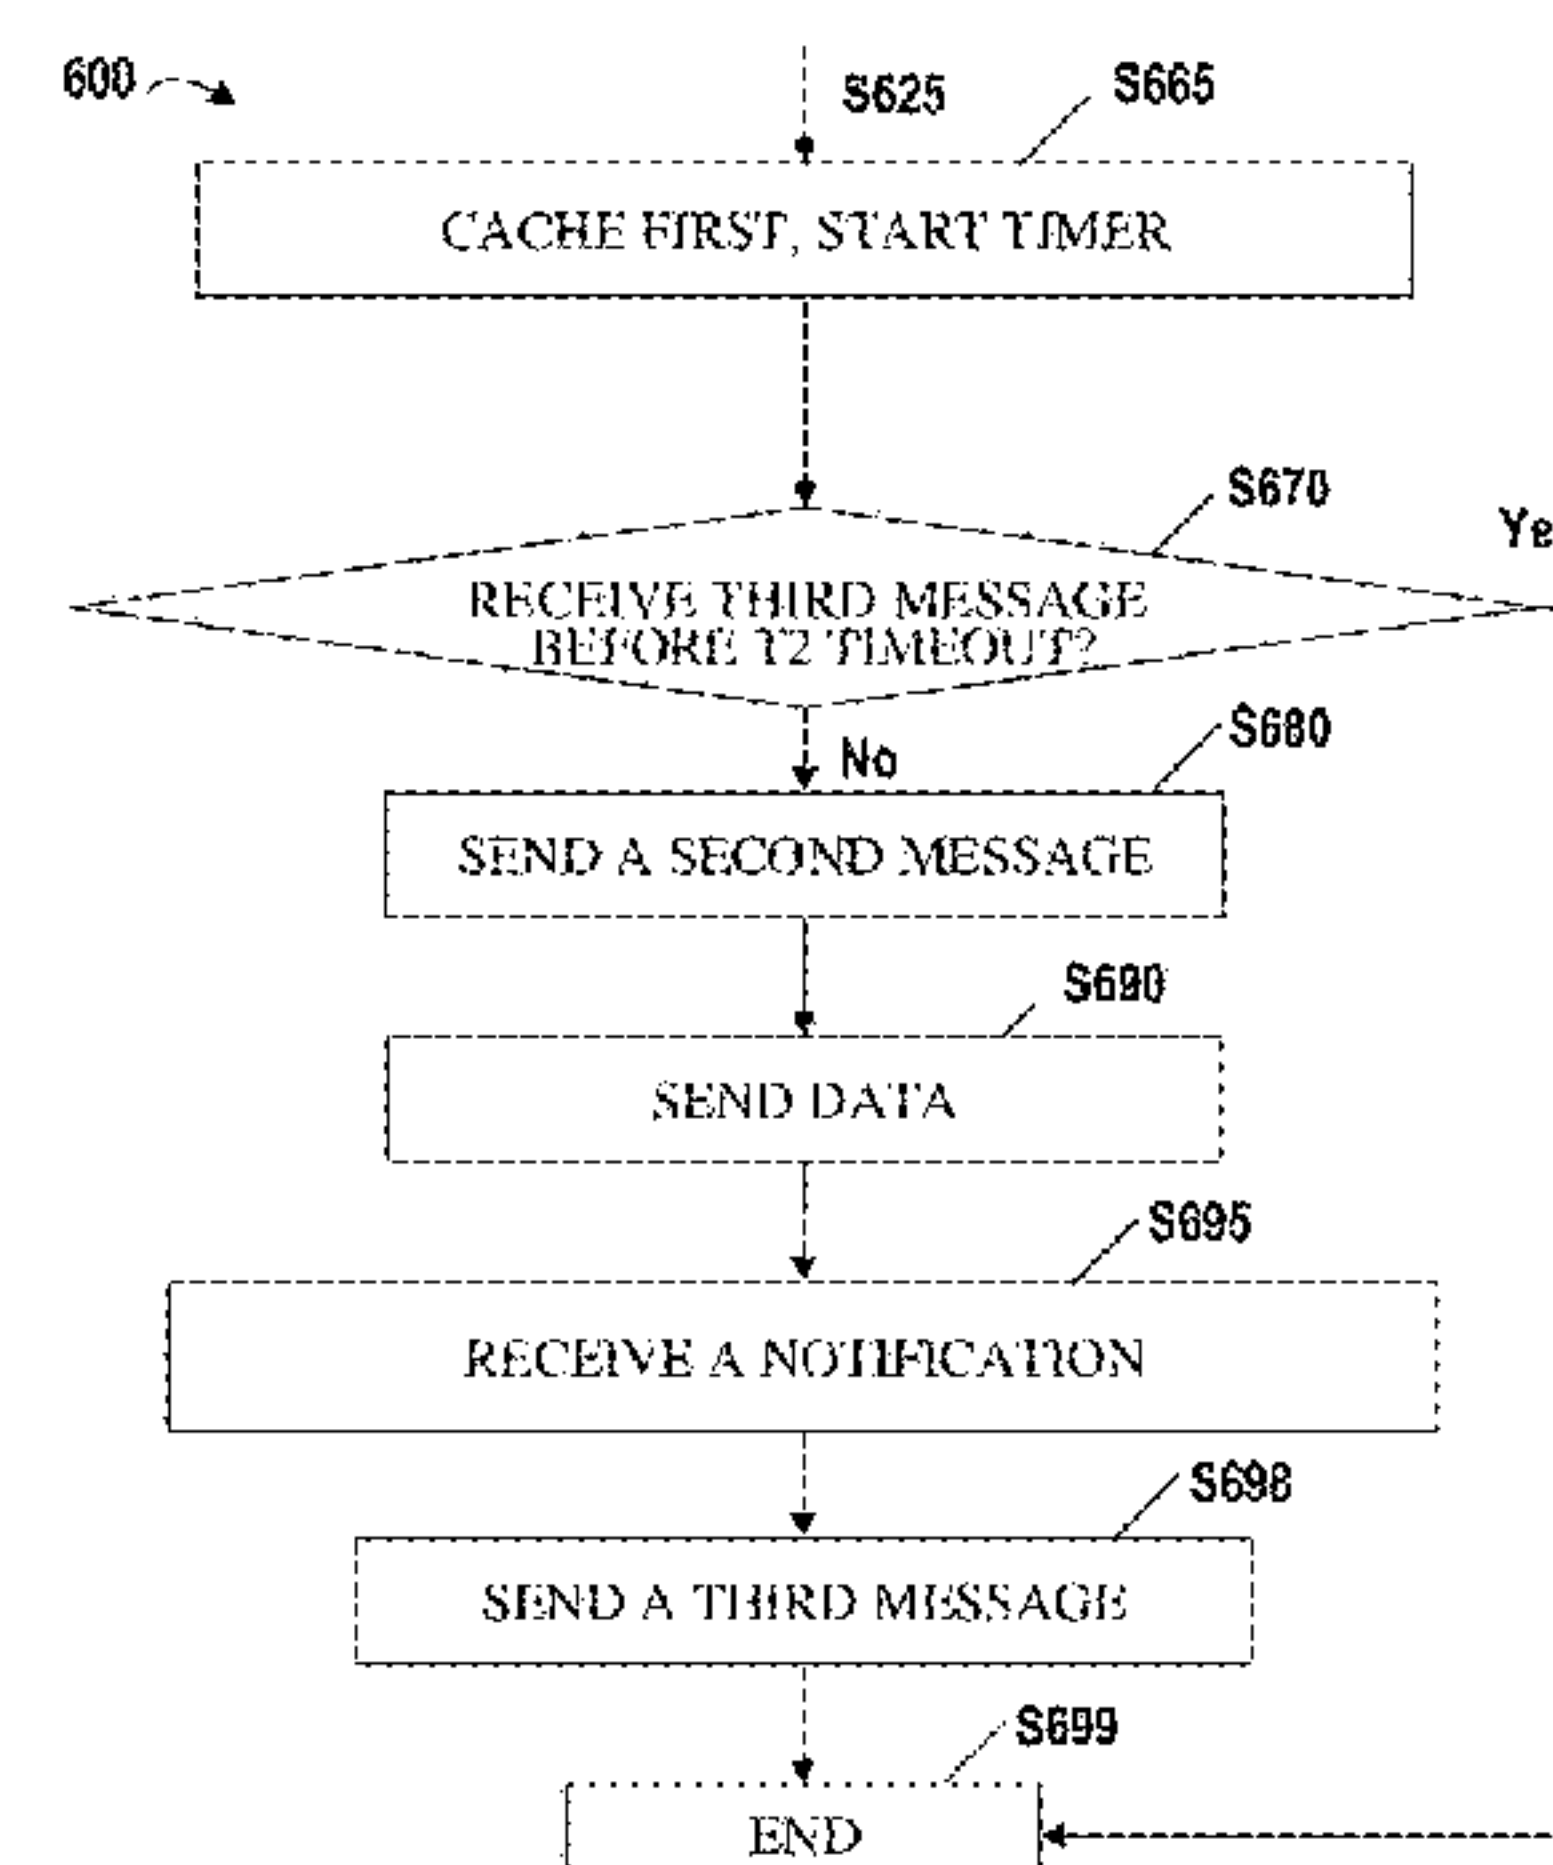 600
S625
S665
CACHE FIRST, START TIMER
S670
Ye
RECEIVE THIRD MESSAGE
BEFORE T2 TIMEOUT?
No
S680
SEND A SECOND MESSAGE
S690
SEND DATA
S695
RECEIVE A NOTIFICATION
S698
SEND A THIRD MESSAGE
S699
END